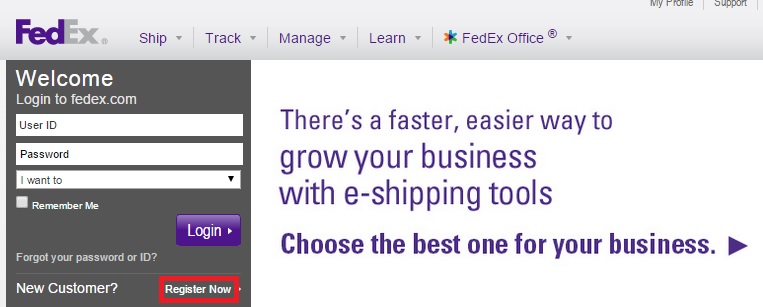 My Profile Support
FedEx®
Ship Track Manage Learn FedEx Office ®
Welcome
Login to fedex.com
User ID
Password
I want to
Remember Me
Login
Forgot your password or ID?
New Customer? Register Now
There's a faster, easier way to
grow your business
with e-shipping tools
Choose the best one for your business.